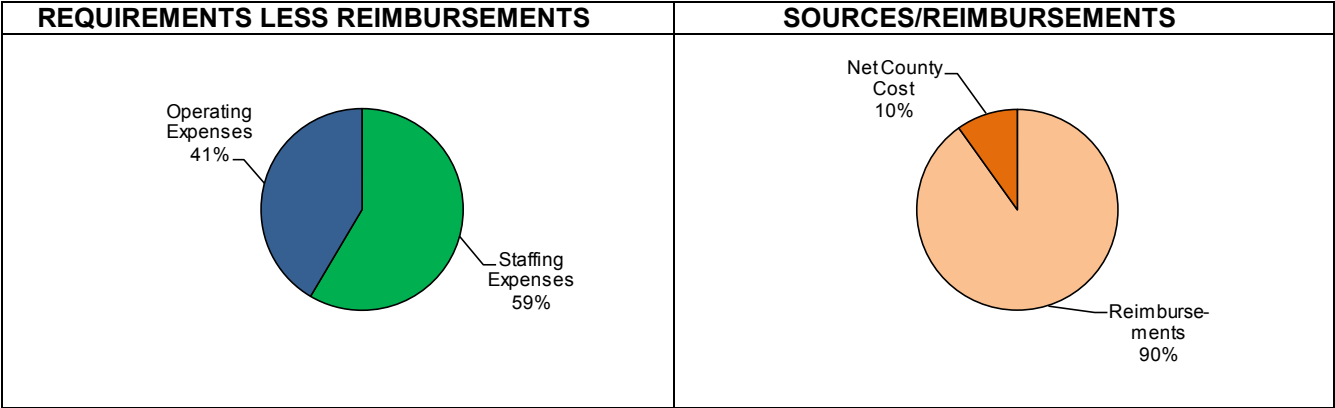 REQUIREMENTS LESS REIMBURSEMENTS
SOURCES/REIMBURSEMENTS
Operating
Expenses
41%
Staffing
Expenses
59%
Net County
Cost
10%
Reimburse-
ments
90%